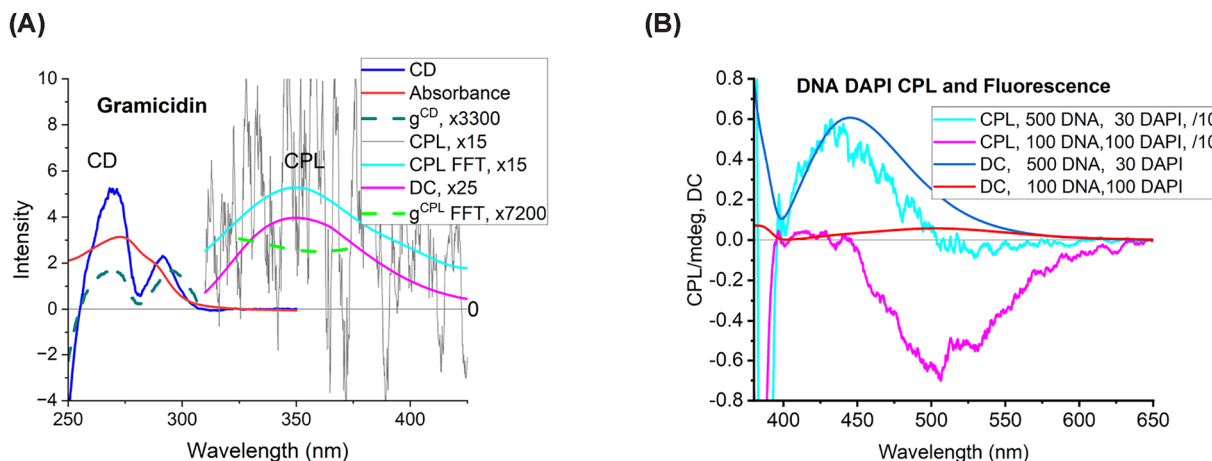 (A)
Gramicidin
CD
CPL
CD
Absorbance
g^CD, x3300
CPL, x15
CPL FFT, x15
DC, x25
g^CPL FFT, x7200
Intensity
10
8
6
4
2
0
−2
−4
0
250
300
350
400
Wavelength (nm)
(B)
DNA DAPI CPL and Fluorescence
CPL, 500 DNA, 30 DAPI, /10
CPL, 100 DNA,100 DAPI, /10
DC, 500 DNA, 30 DAPI
DC, 100 DNA,100 DAPI
CPL/mdeg, DC
0.8
0.6
0.4
0.2
0.0
-0.2
-0.4
-0.6
-0.8
400
450
500
550
600
650
Wavelength (nm)